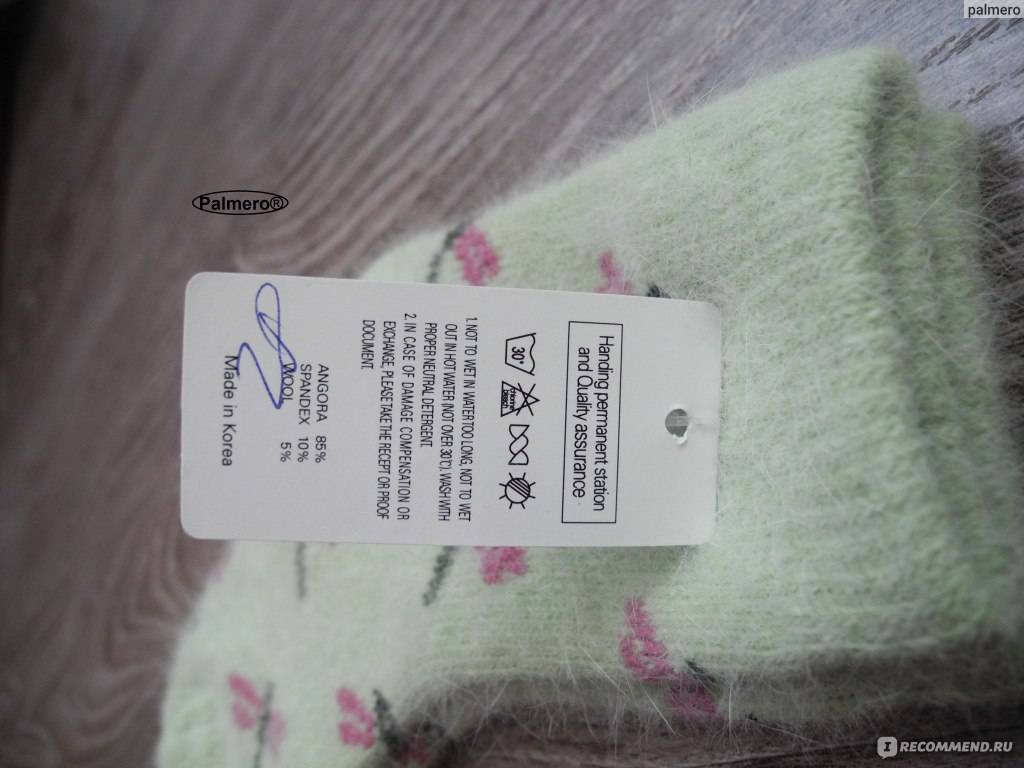 palmero
Palmero®
Handing permanent station
and Quality assurance
30°
chlorine
bleach
1. NOT TO WET IN WATER TOO LONG, NOT TO WET
OUT IN HOT WATER (NOT OVER 30°C), WASH WITH
PROPER NEUTRAL DETERGENT.
2. IN CASE OF DAMAGE COMPENSATION OR
EXCHANGE, PLEASE TAKE THE RECEPT OR PROOF
DOCUMENT.
ANGORA 85%
SPANDEX 10%
WOOL 5%
Made in Korea
IRECOMMEND.RU